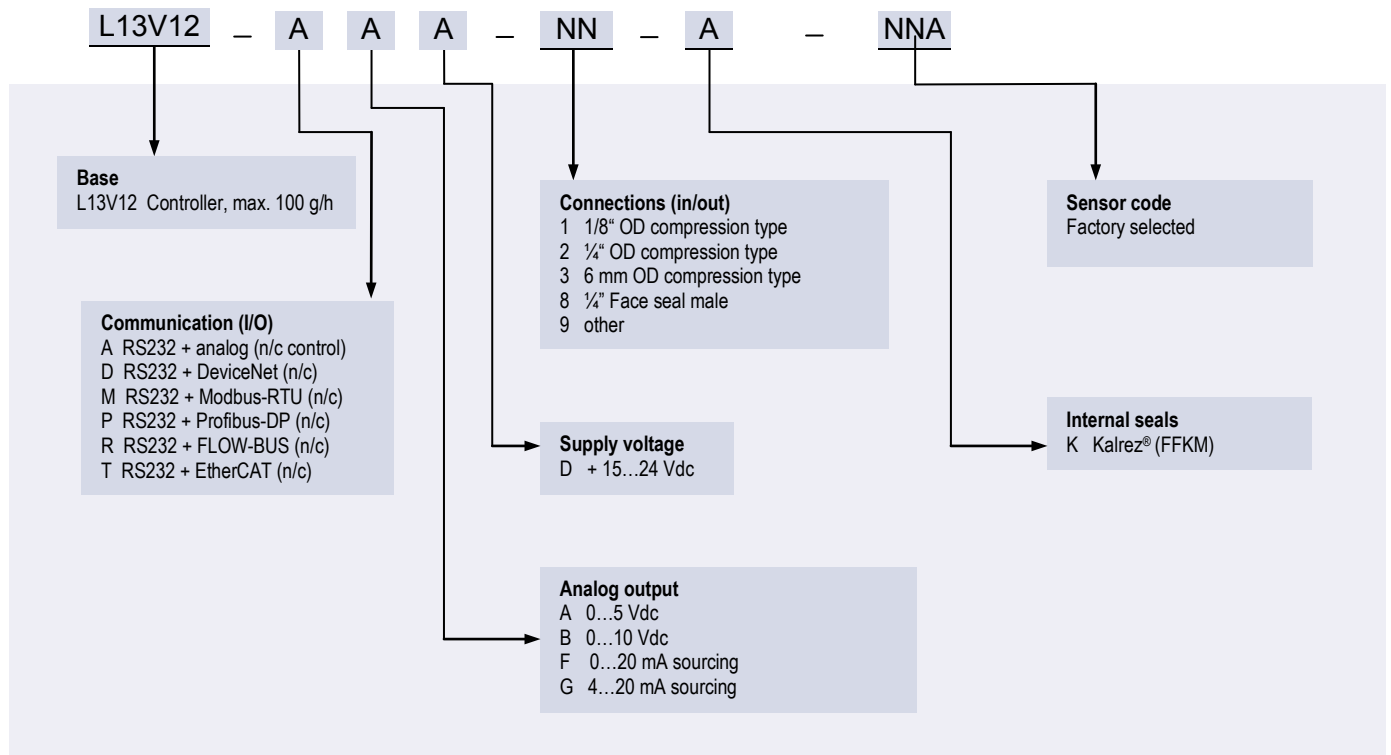 L13V12 – A A A – NN – A – NNA
Base
L13V12 Controller, max. 100 g/h
Communication (I/O)
A RS232 + analog (n/c control)
D RS232 + DeviceNet (n/c)
M RS232 + Modbus-RTU (n/c)
P RS232 + Profibus-DP (n/c)
R RS232 + FLOW-BUS (n/c)
T RS232 + EtherCAT (n/c)
Connections (in/out)
1 1/8“ OD compression type
2 ¼“ OD compression type
3 6 mm OD compression type
8 ¼” Face seal male
9 other
Supply voltage
D + 15…24 Vdc
Analog output
A 0…5 Vdc
B 0…10 Vdc
F 0…20 mA sourcing
G 4…20 mA sourcing
Sensor code
Factory selected
Internal seals
K Kalrez® (FFKM)